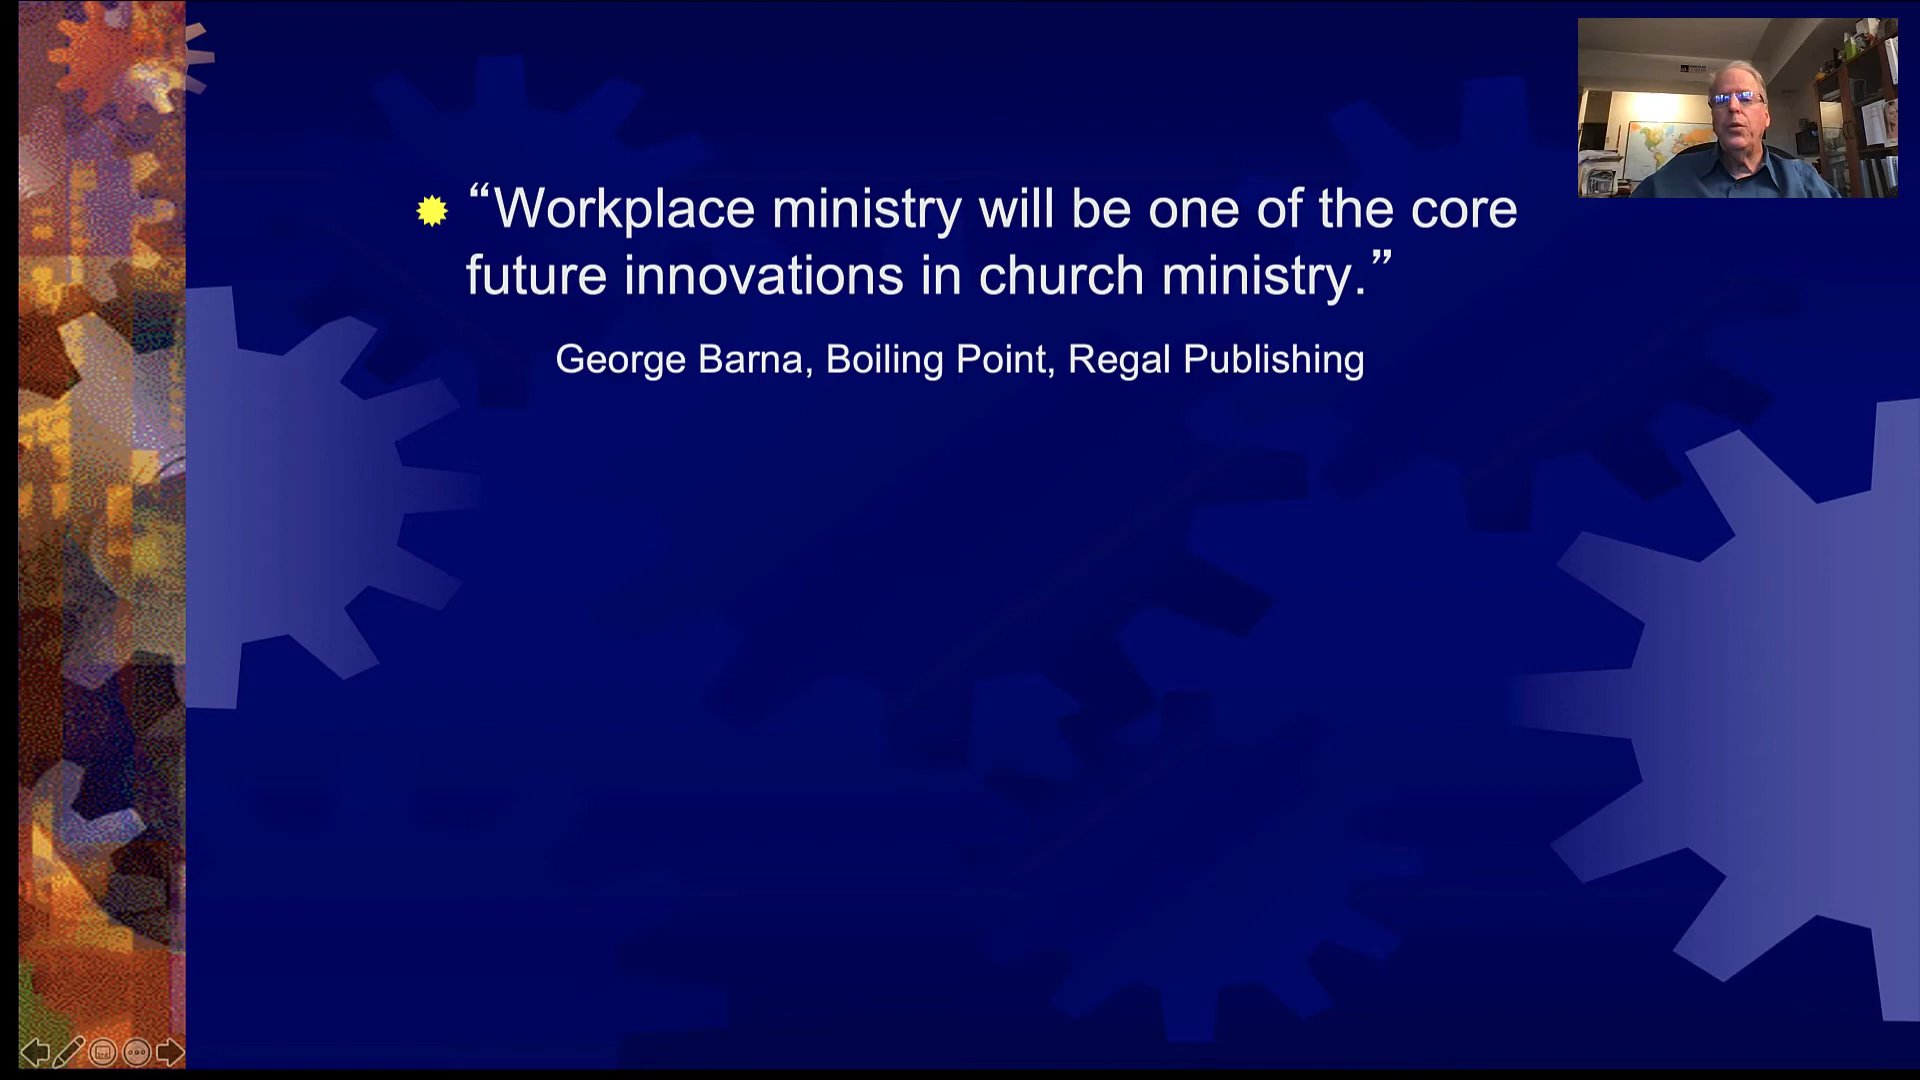 “Workplace ministry will be one of the core
future innovations in church ministry.”
George Barna, Boiling Point, Regal Publishing